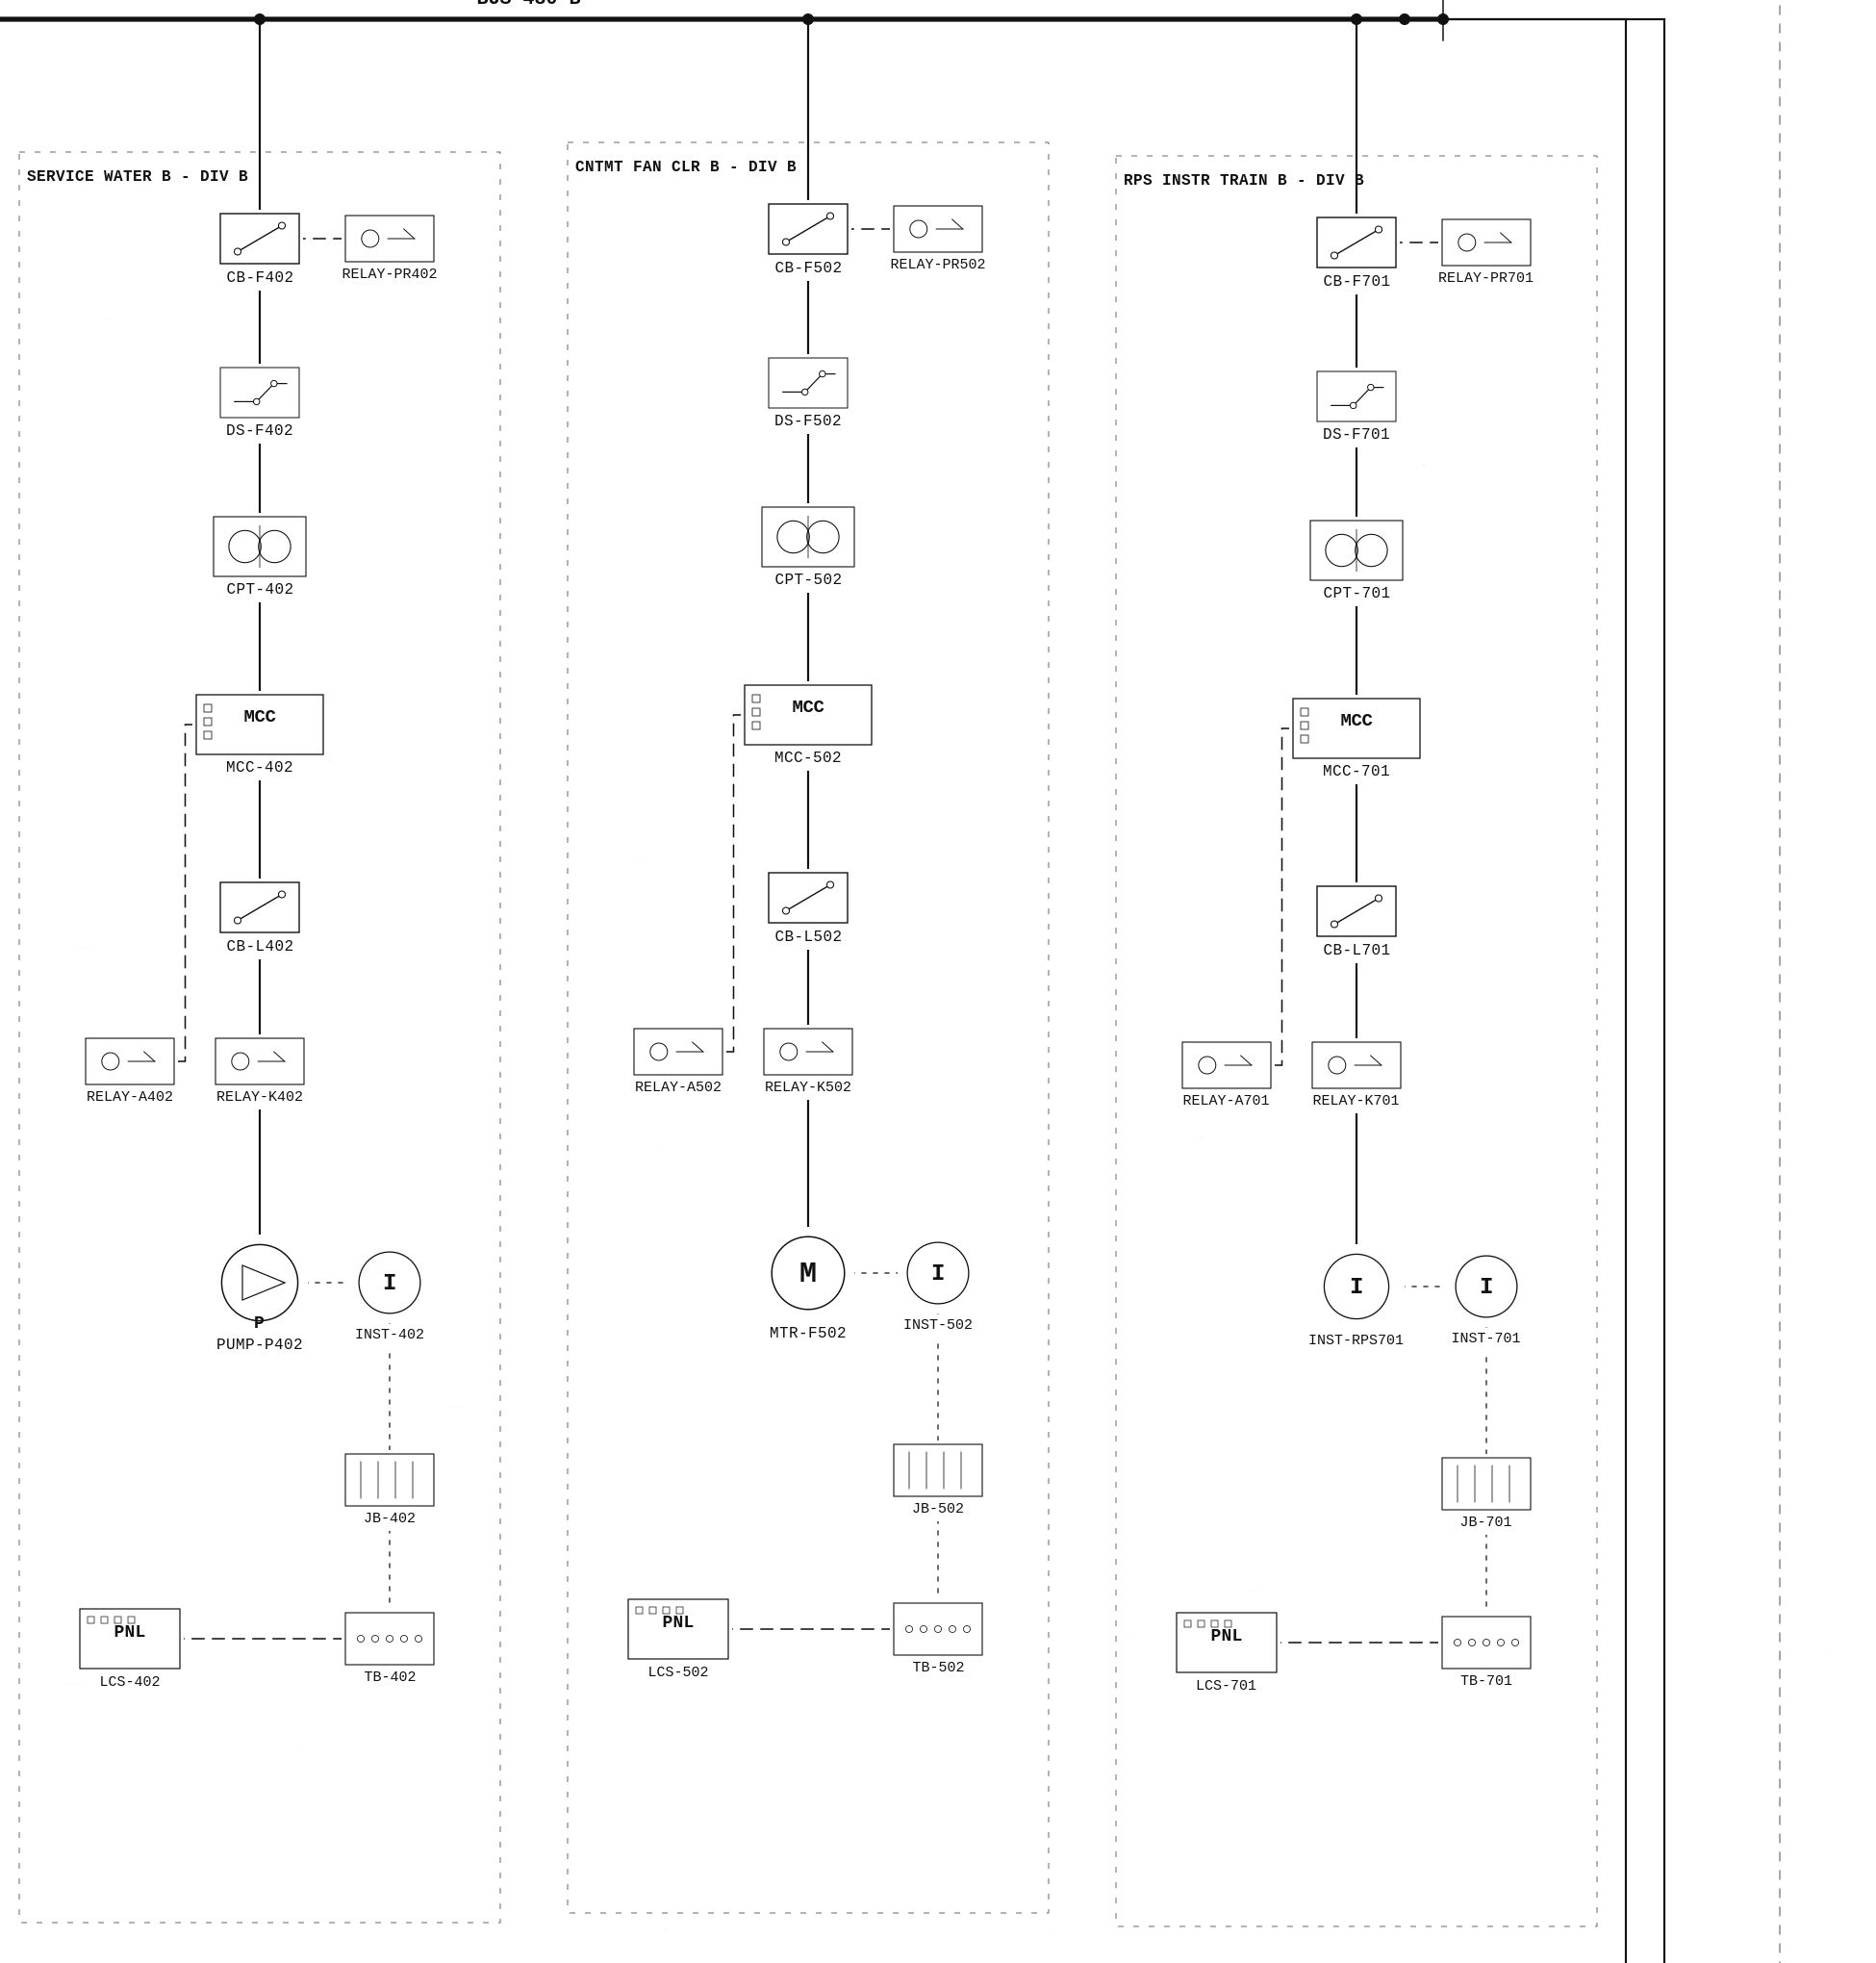 BUS 480 B
SERVICE WATER B - DIV B
CB-F402
RELAY-PR402
DS-F402
CPT-402
MCC
MCC-402
CB-L402
RELAY-A402
RELAY-K402
P
PUMP-P402
I
INST-402
JB-402
PNL
LCS-402
TB-402
CNTMT FAN CLR B - DIV B
CB-F502
RELAY-PR502
DS-F502
CPT-502
MCC
MCC-502
CB-L502
RELAY-A502
RELAY-K502
M
MTR-F502
I
INST-502
JB-502
PNL
LCS-502
TB-502
RPS INSTR TRAIN B - DIV B
CB-F701
RELAY-PR701
DS-F701
CPT-701
MCC
MCC-701
CB-L701
RELAY-A701
RELAY-K701
I
INST-RPS701
I
INST-701
JB-701
PNL
LCS-701
TB-701